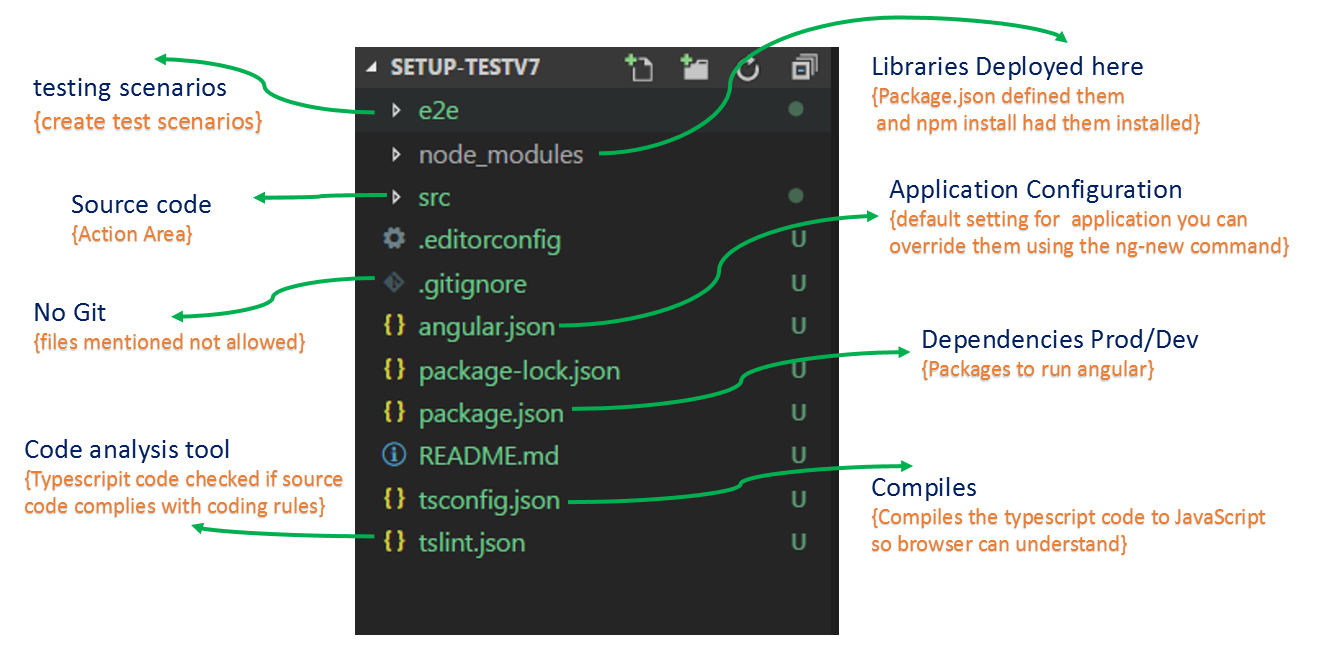 testing scenarios
{create test scenarios}
Source code
{Action Area}
No Git
{files mentioned not allowed}
Code analysis tool
{Typescripit code checked if source
code complies with coding rules}
SETUP-TESTV7
e2e
node_modules
src
.editorconfig U
.gitignore U
{} angular.json U
{} package-lock.json U
{} package.json U
README.md U
{} tsconfig.json U
{} tslint.json U
Libraries Deployed here
{Package.json defined them
and npm install had them installed}
Application Configuration
{default setting for application you can
override them using the ng-new command}
Dependencies Prod/Dev
{Packages to run angular}
Compiles
{Compiles the typescript code to JavaScript
so browser can understand}